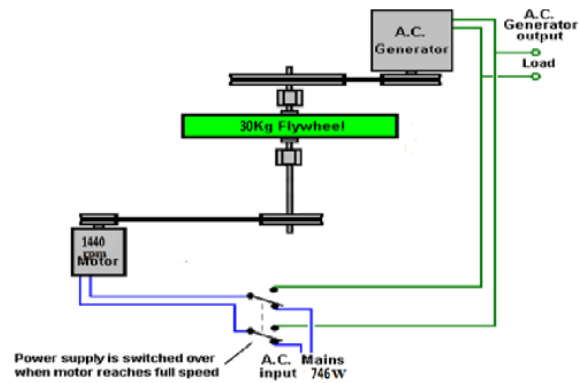 A.C.
Generator
A.C.
Generator
output
Load
30Kg Flywheel
1440
rpm
Motor
Power supply is switched over
when motor reaches full speed
A.C. Mains
input 746W